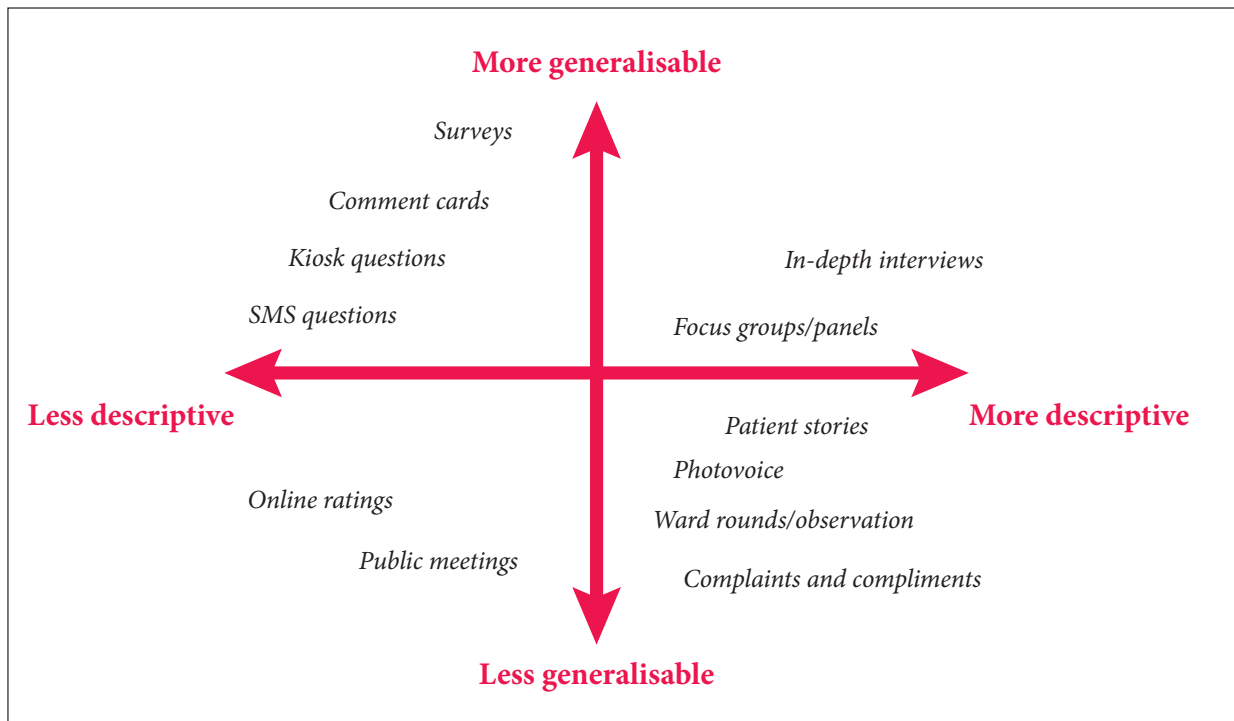 More generalisable
Surveys
Comment cards
Kiosk questions
In-depth interviews
SMS questions
Focus groups/panels
Less descriptive
More descriptive
Patient stories
Photovoice
Online ratings
Ward rounds/observation
Public meetings
Complaints and compliments
Less generalisable